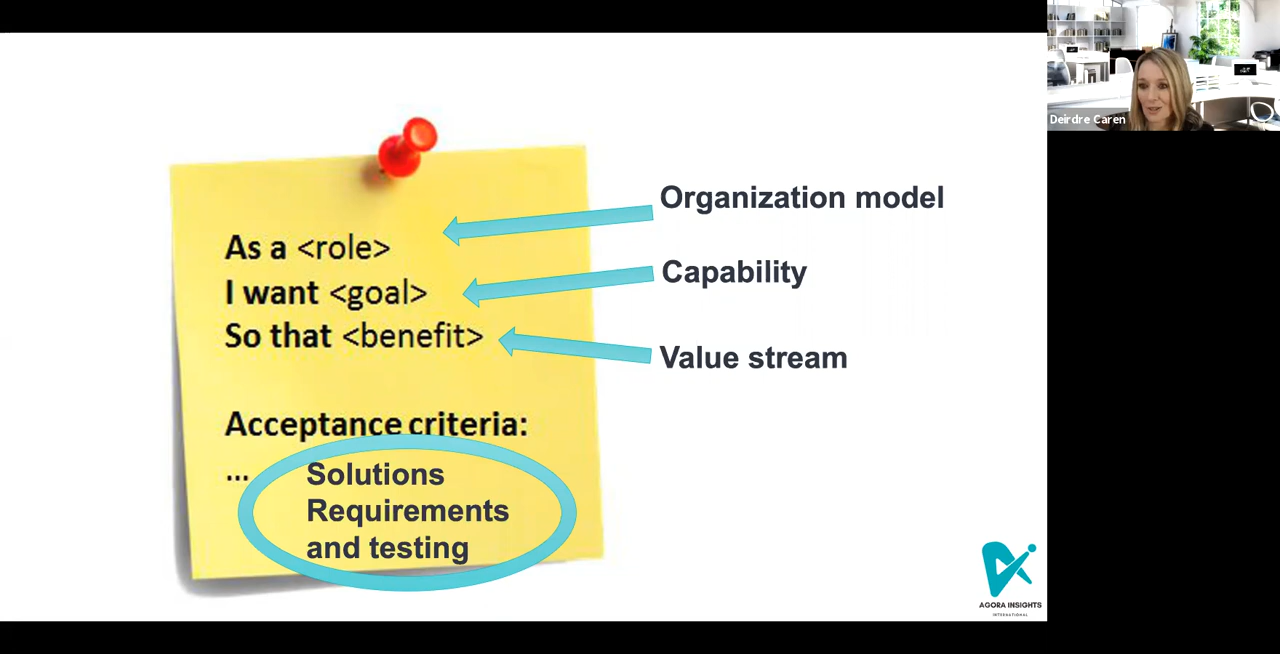 Deirdre Caren
Organization model
As a <role>
Capability
I want <goal>
So that <benefit>
Value stream
Acceptance criteria:
...
Solutions
Requirements
and testing
AGORA INSIGHTS
INTERNATIONAL